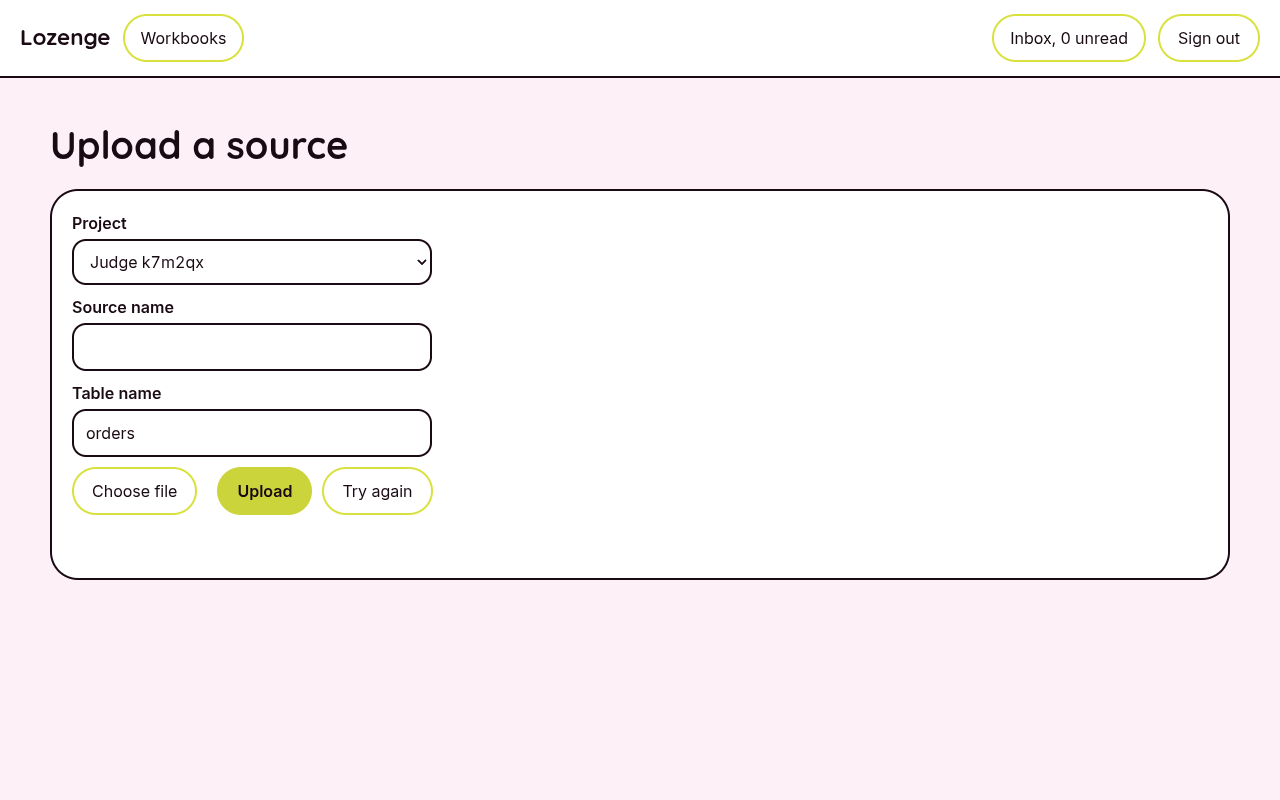 Lozenge Workbooks Inbox, 0 unread Sign out
Upload a source
Project
Judge k7m2qx
Source name
Table name
orders
Choose file Upload Try again